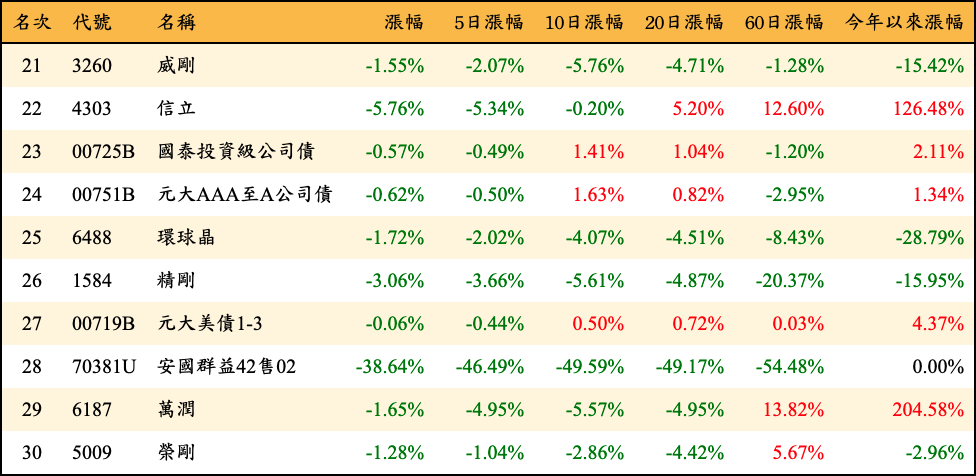 名次 代號 名稱 漲幅 5日漲幅 10日漲幅 20日漲幅 60日漲幅 今年以來漲幅
21 3260 威剛 -1.55% -2.07% -5.76% -4.71% -1.28% -15.42%
22 4303 信立 -5.76% -5.34% -0.20% 5.20% 12.60% 126.48%
23 00725B 國泰投資級公司債 -0.57% -0.49% 1.41% 1.04% -1.20% 2.11%
24 00751B 元大AAA至A公司債 -0.62% -0.50% 1.63% 0.82% -2.95% 1.34%
25 6488 環球晶 -1.72% -2.02% -4.07% -4.51% -8.43% -28.79%
26 1584 精剛 -3.06% -3.66% -5.61% -4.87% -20.37% -15.95%
27 00719B 元大美債1-3 -0.06% -0.44% 0.50% 0.72% 0.03% 4.37%
28 70381U 安國群益42售02 -38.64% -46.49% -49.59% -49.17% -54.48% 0.00%
29 6187 萬潤 -1.65% -4.95% -5.57% -4.95% 13.82% 204.58%
30 5009 榮剛 -1.28% -1.04% -2.86% -4.42% 5.67% -2.96%